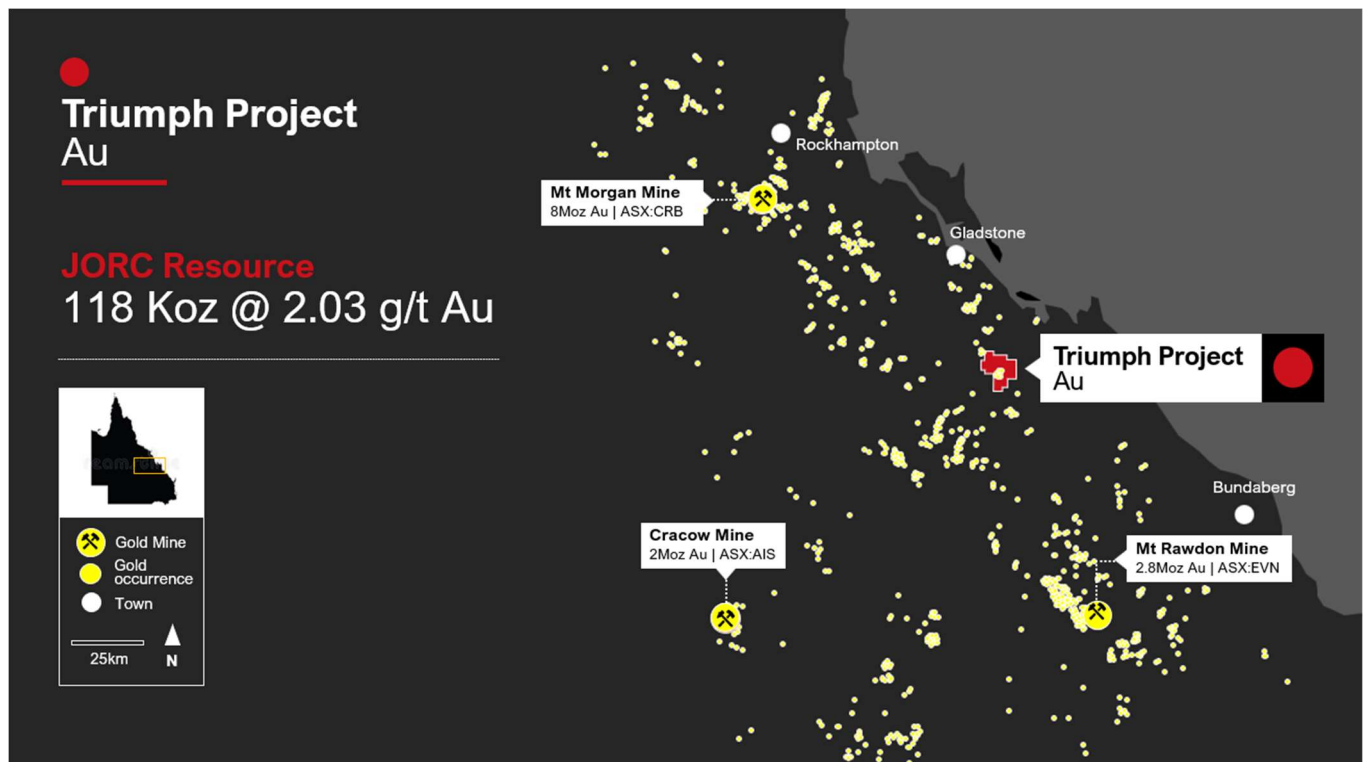 Triumph Project
Au
JORC Resource
118 Koz @ 2.03 g/t Au
Gold Mine
Gold
occurrence
Town
25km
N
Rockhampton
Mt Morgan Mine
8Moz Au | ASX:CRB
Gladstone
Triumph Project
Au
Bundaberg
Cracow Mine
2Moz Au | ASX:AIS
Mt Rawdon Mine
2.8Moz Au | ASX:EVN